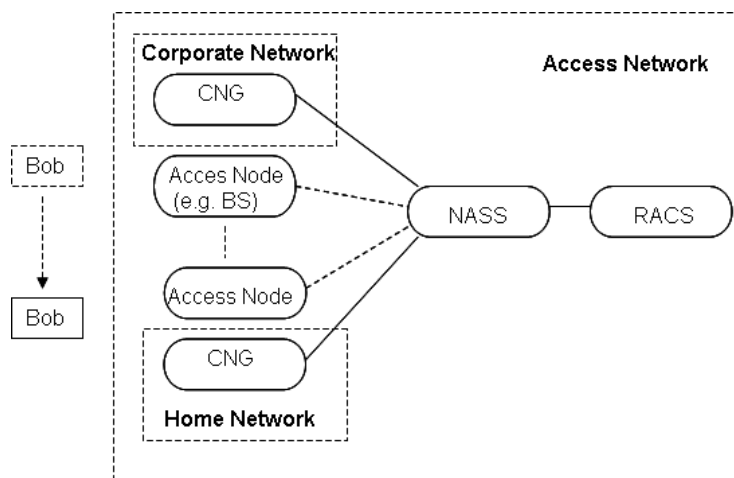 Corporate Network
Access Network
CNG
Bob
Acces Node
(e.g. BS)
NASS
RACS
Access Node
Bob
CNG
Home Network